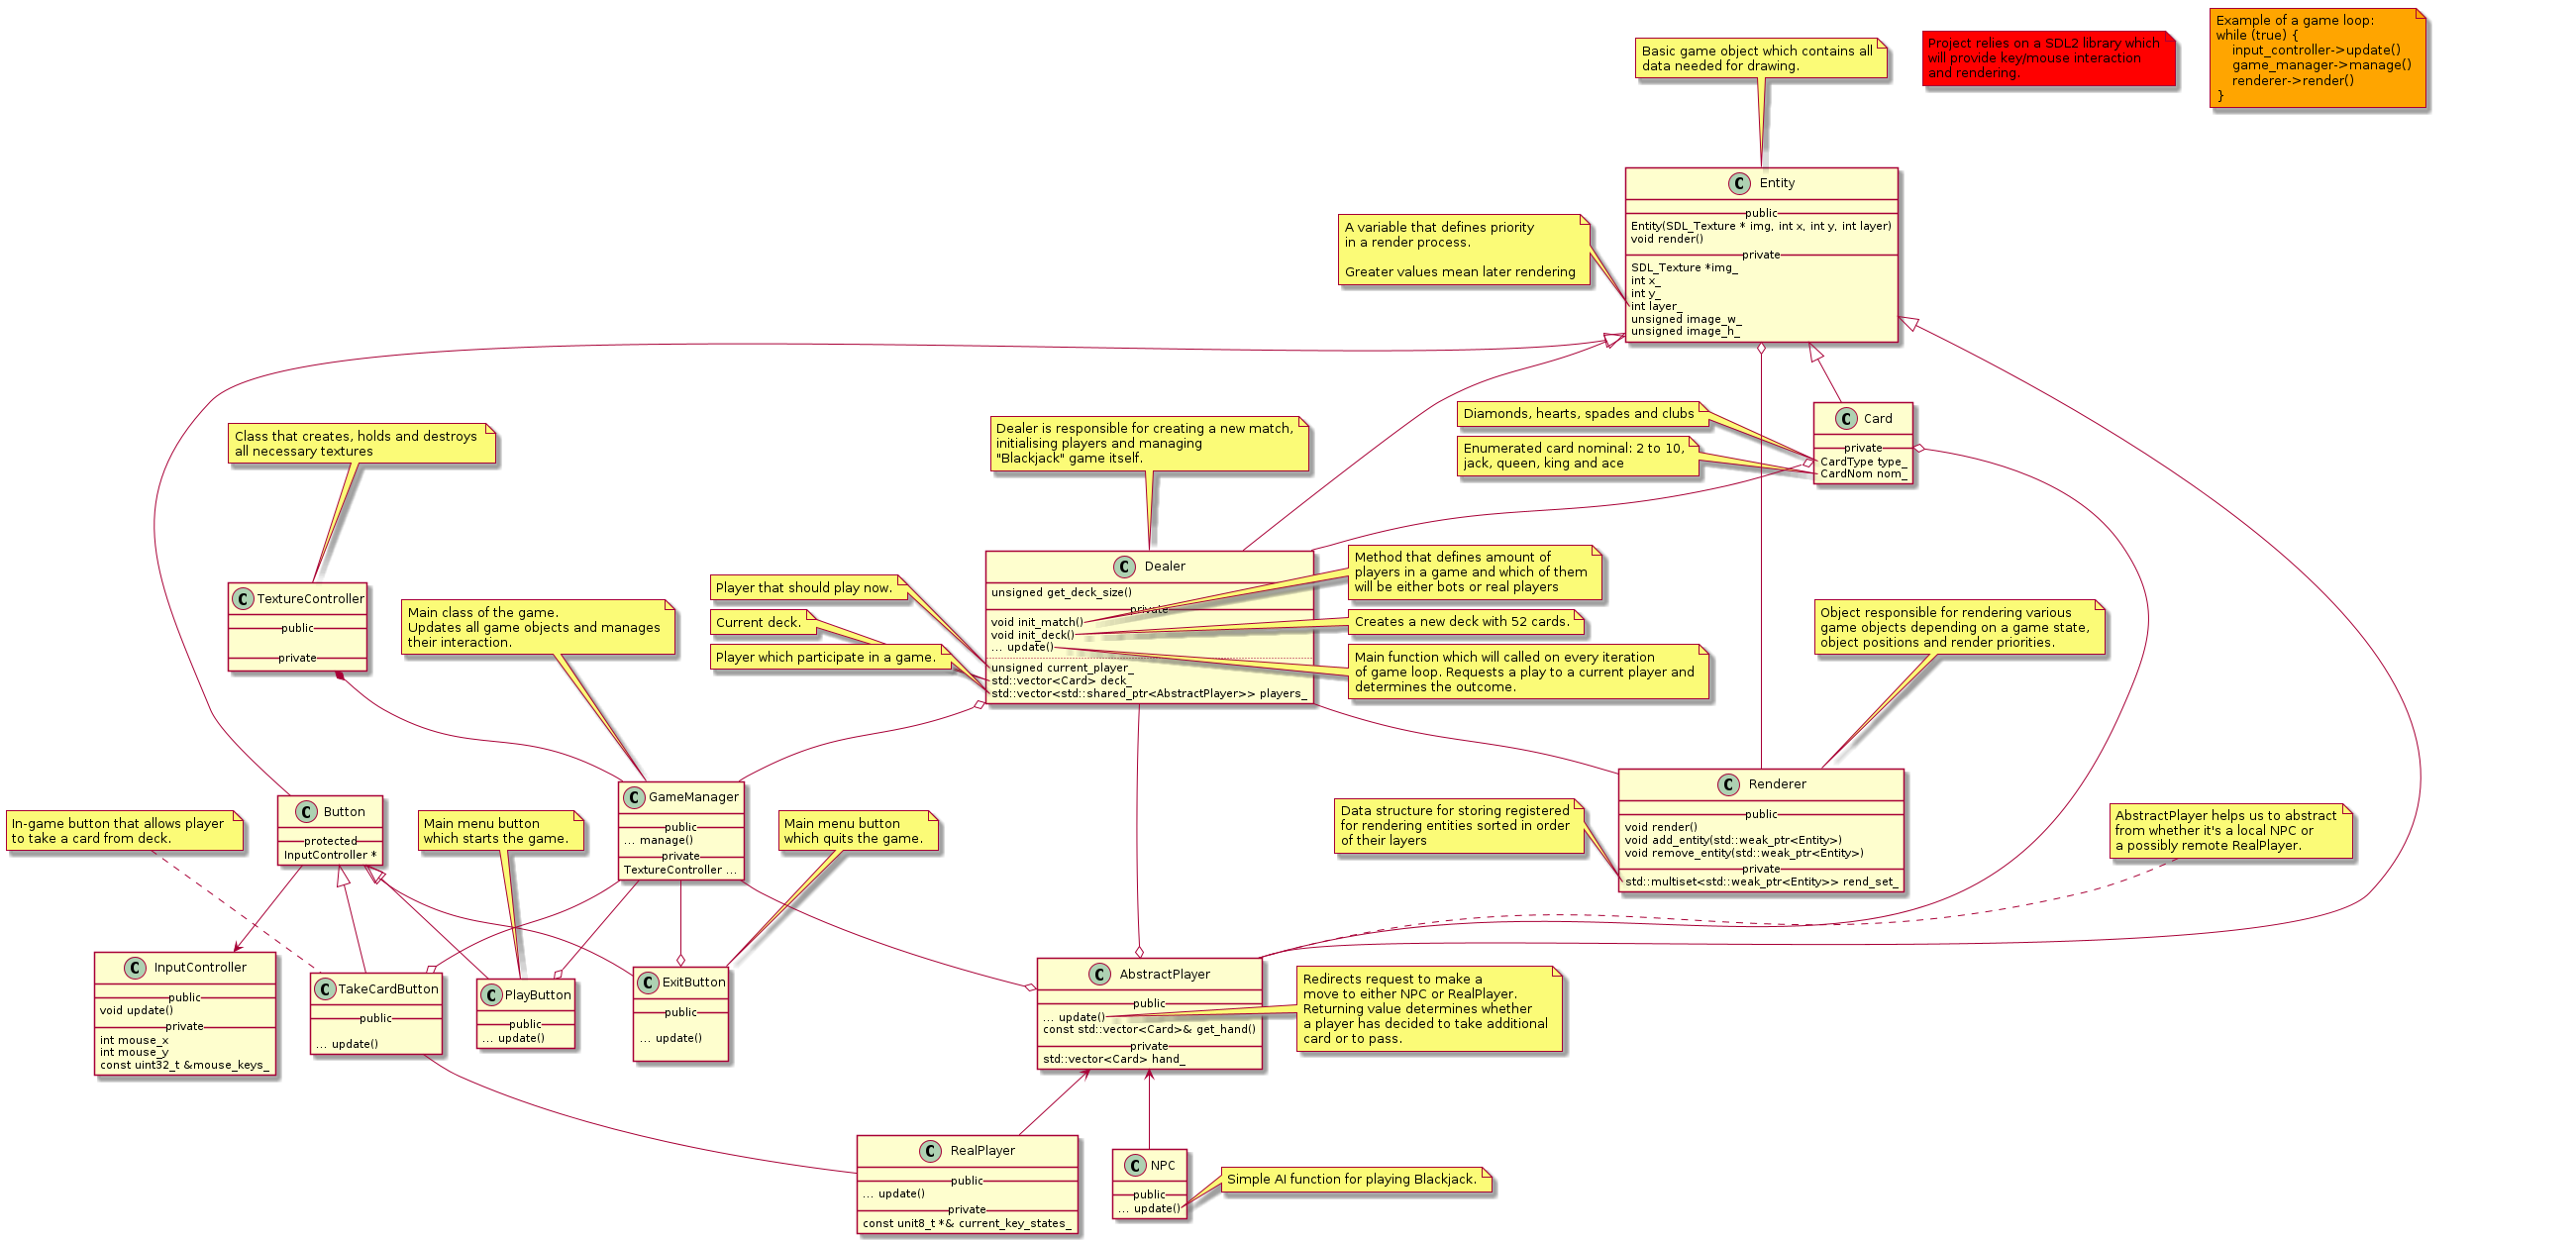 Basic game object which contains all
data needed for drawing.
Project relies on a SDL2 library which
will provide key/mouse interaction
and rendering.
Example of a game loop:
while (true) {
input_controller->update()
game_manager->manage()
renderer->render()
}
C Entity
public
Entity(SDL_Texture * img, int x, int y, int layer)
void render()
private
SDL_Texture *img_
int x_
int y_
int layer_
unsigned image_w_
unsigned image_h_
A variable that defines priority
in a render process.
Greater values mean later rendering
Diamonds, hearts, spades and clubs
Enumerated card nominal: 2 to 10,
jack, queen, king and ace
C Card
private
CardType type_
CardNom nom_
Class that creates, holds and destroys
all necessary textures
Dealer is responsible for creating a new match,
initialising players and managing
"Blackjack" game itself.
C TextureController
public
private
Main class of the game.
Updates all game objects and manages
their interaction.
Player that should play now.
Current deck.
Player which participate in a game.
C Dealer
unsigned get_deck_size()
private
void init_match()
void init_deck()
... update()
unsigned current_player_
std::vector<Card> deck_
std::vector<std::shared_ptr<AbstractPlayer>> players_
Method that defines amount of
players in a game and which of them
will be either bots or real players
Creates a new deck with 52 cards.
Main function which will called on every iteration
of game loop. Requests a play to a current player and
determines the outcome.
Object responsible for rendering various
game objects depending on a game state,
object positions and render priorities.
In-game button that allows player
to take a card from deck.
C Button
protected
InputController *
Main menu button
which starts the game.
C GameManager
public
... manage()
private
TextureController ...
Main menu button
which quits the game.
Data structure for storing registered
for rendering entities sorted in order
of their layers
C Renderer
public
void render()
void add_entity(std::weak_ptr<Entity>)
void remove_entity(std::weak_ptr<Entity>)
private
std::multiset<std::weak_ptr<Entity>> rend_set_
AbstractPlayer helps us to abstract
from whether it's a local NPC or
a possibly remote RealPlayer.
C InputController
public
void update()
private
int mouse_x
int mouse_y
const uint32_t &mouse_keys_
C TakeCardButton
public
... update()
C PlayButton
public
... update()
C ExitButton
public
... update()
C AbstractPlayer
public
... update()
const std::vector<Card>& get_hand()
private
std::vector<Card> hand_
Redirects request to make a
move to either NPC or RealPlayer.
Returning value determines whether
a player has decided to take additional
card or to pass.
C RealPlayer
public
... update()
private
const unit8_t *& current_key_states_
C NPC
public
... update()
Simple AI function for playing Blackjack.